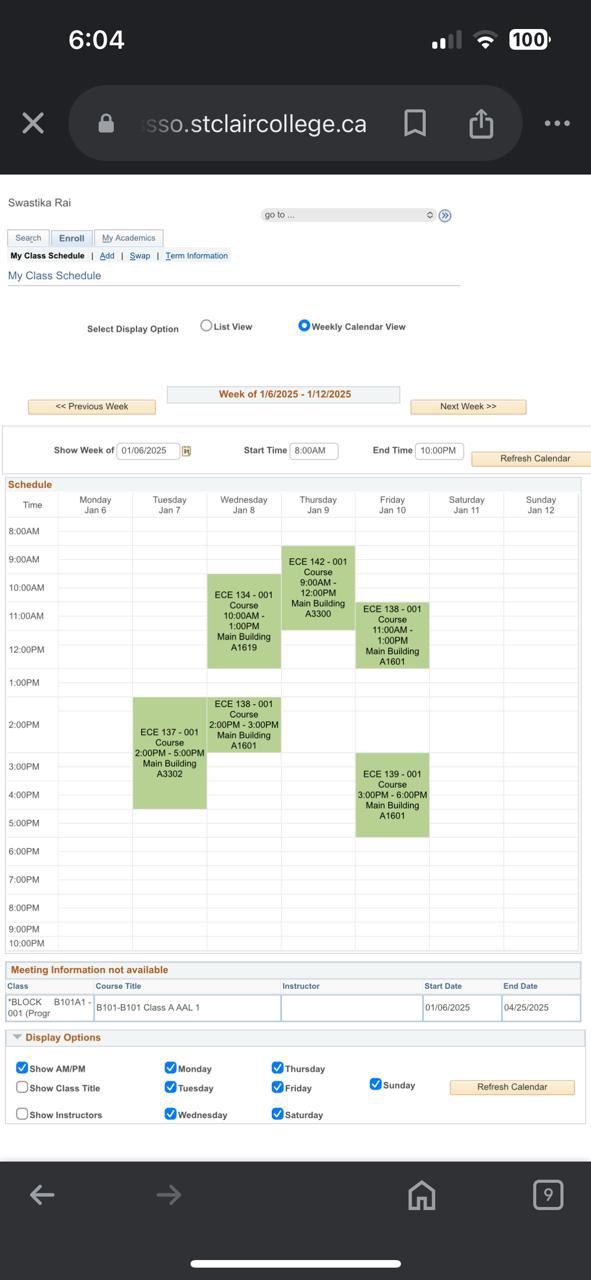 6:04
100
sso.stclaircollege.ca
Swastika Rai
go to ...
Search Enroll My Academics
My Class Schedule | Add | Swap | Term Information
My Class Schedule
Select Display Option List View Weekly Calendar View
Week of 1/6/2025 - 1/12/2025
<< Previous Week Next Week >>
Show Week of 01/06/2025 Start Time 8:00AM End Time 10:00PM
Refresh Calendar
Schedule
Time Monday Tuesday Wednesday Thursday Friday Saturday Sunday
Jan 6 Jan 7 Jan 8 Jan 9 Jan 10 Jan 11 Jan 12
8:00AM
9:00AM
10:00AM
11:00AM
12:00PM
1:00PM
2:00PM
3:00PM
4:00PM
5:00PM
6:00PM
7:00PM
8:00PM
9:00PM
10:00PM
ECE 137 - 001
Course
2:00PM - 5:00PM
Main Building
A3302
ECE 134 - 001
Course
10:00AM -
1:00PM
Main Building
A1619
ECE 138 - 001
Course
2:00PM - 3:00PM
Main Building
A1601
ECE 142 - 001
Course
9:00AM -
12:00PM
Main Building
A3300
ECE 138 - 001
Course
11:00AM -
1:00PM
Main Building
A1601
ECE 139 - 001
Course
3:00PM - 6:00PM
Main Building
A1601
Meeting Information not available
Class Course Title Instructor Start Date End Date
*BLOCK B101A1 -
001 (Progr
B101-B101 Class A AAL 1
01/06/2025 04/25/2025
Display Options
Show AM/PM Monday Thursday
Show Class Title Tuesday Friday Sunday Refresh Calendar
Show Instructors Wednesday Saturday
9